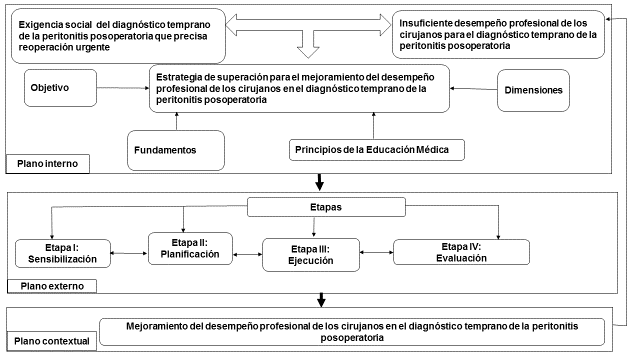 Exigencia social del diagnóstico temprano
de la peritonitis posoperatoria que precisa
reoperación urgente
Insuficiente desempeño profesional de los
cirujanos para el diagnóstico temprano de la
peritonitis posoperatoria
Estrategia de superación para el mejoramiento del desempeño
profesional de los cirujanos en el diagnóstico temprano de la
peritonitis posoperatoria
Objetivo
Dimensiones
Fundamentos
Principios de la Educación Médica
Plano interno
Etapas
Etapa I:
Sensibilización
Etapa II:
Planificación
Etapa III:
Ejecución
Etapa IV:
Evaluación
Plano externo
Mejoramiento del desempeño profesional de los cirujanos en el diagnóstico temprano de la peritonitis
posoperatoria
Plano contextual